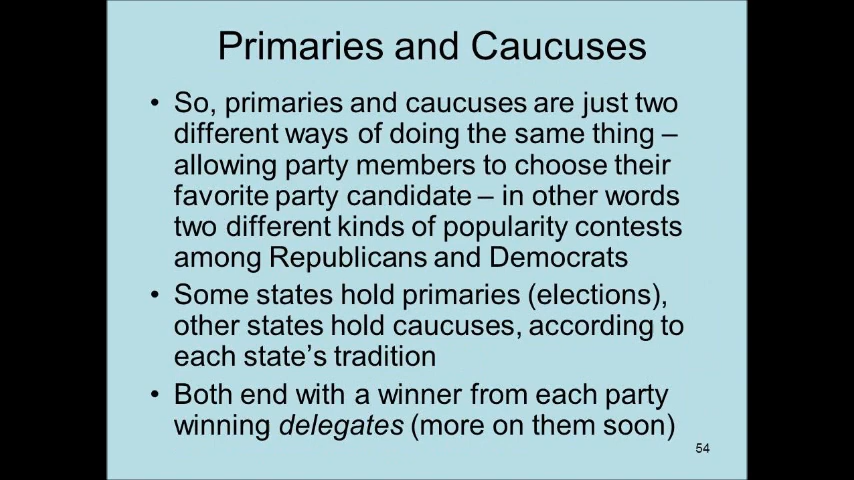 Primaries and Caucuses
• So, primaries and caucuses are just two
different ways of doing the same thing –
allowing party members to choose their
favorite party candidate – in other words
two different kinds of popularity contests
among Republicans and Democrats
• Some states hold primaries (elections),
other states hold caucuses, according to
each state’s tradition
• Both end with a winner from each party
winning delegates (more on them soon)
54